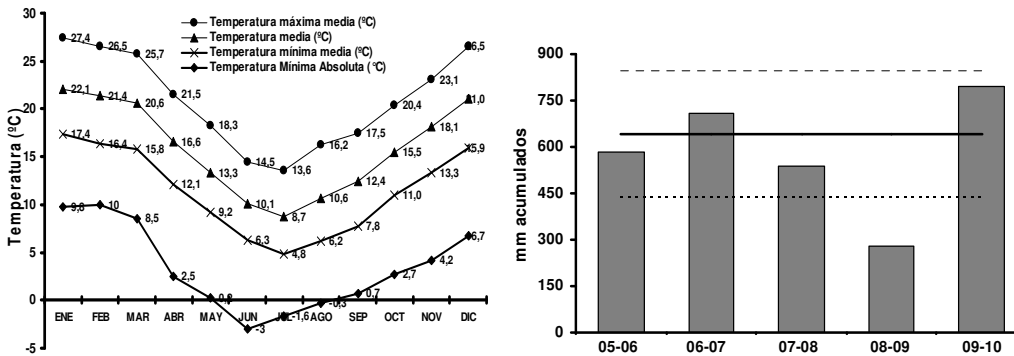 Temperatura (ºC)
30
25
20
15
10
5
0
-5
Temperatura máxima media (ºC)
Temperatura media (ºC)
Temperatura mínima media (ºC)
Temperatura Mínima Absoluta (°C)
27,4 26,5 25,7 21,5 18,3 14,5 13,6 16,2 17,5 20,4 23,1 6,5
22,1 21,4 20,6 16,6 13,3 10,1 8,7 10,6 12,4 15,5 18,1 1,0
17,4 16,4 15,8 12,1 9,2 6,3 4,8 6,2 7,8 11,0 13,3 5,9
9,8 10 8,5 2,5 -3 -1,6 -0,3 0,7 2,7 4,2 6,7
ENE FEB MAR ABR MAY JUN JUL AGO SEP OCT NOV DIC
mm acumulados
900
750
600
450
300
150
0
05-06 06-07 07-08 08-09 09-10